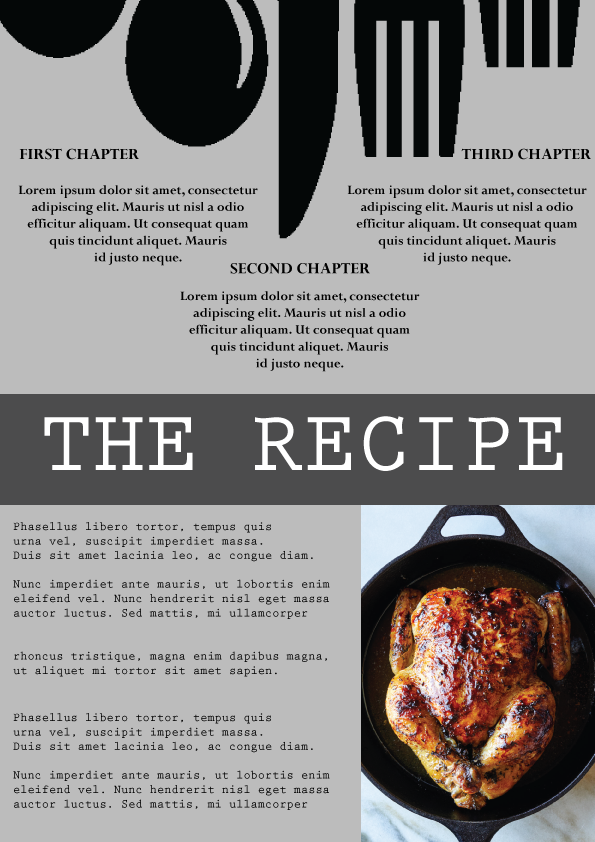 FIRST CHAPTER
Lorem ipsum dolor sit amet, consectetur
adipiscing elit. Mauris ut nisl a odio
efficitur aliquam. Ut consequat quam
quis tincidunt aliquet. Mauris
id justo neque.
SECOND CHAPTER
Lorem ipsum dolor sit amet, consectetur
adipiscing elit. Mauris ut nisl a odio
efficitur aliquam. Ut consequat quam
quis tincidunt aliquet. Mauris
id justo neque.
THIRD CHAPTER
Lorem ipsum dolor sit amet, consectetur
adipiscing elit. Mauris ut nisl a odio
efficitur aliquam. Ut consequat quam
quis tincidunt aliquet. Mauris
id justo neque.
THE RECIPE
Phasellus libero tortor, tempus quis
urna vel, suscipit imperdiet massa.
Duis sit amet lacinia leo, ac congue diam.
Nunc imperdiet ante mauris, ut lobortis enim
eleifend vel. Nunc hendrerit nisl eget massa
auctor luctus. Sed mattis, mi ullamcorper
rhoncus tristique, magna enim dapibus magna,
ut aliquet mi tortor sit amet sapien.
Phasellus libero tortor, tempus quis
urna vel, suscipit imperdiet massa.
Duis sit amet lacinia leo, ac congue diam.
Nunc imperdiet ante mauris, ut lobortis enim
eleifend vel. Nunc hendrerit nisl eget massa
auctor luctus. Sed mattis, mi ullamcorper